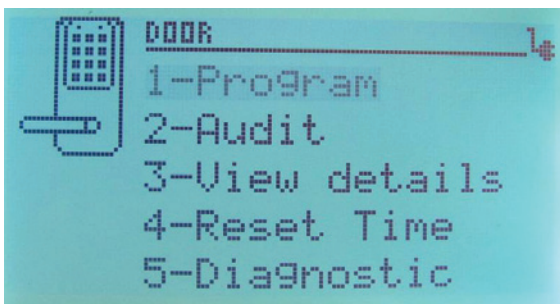 DOOR
1-Program
2-Audit
3-View details
4-Reset Time
5-Diagnostic